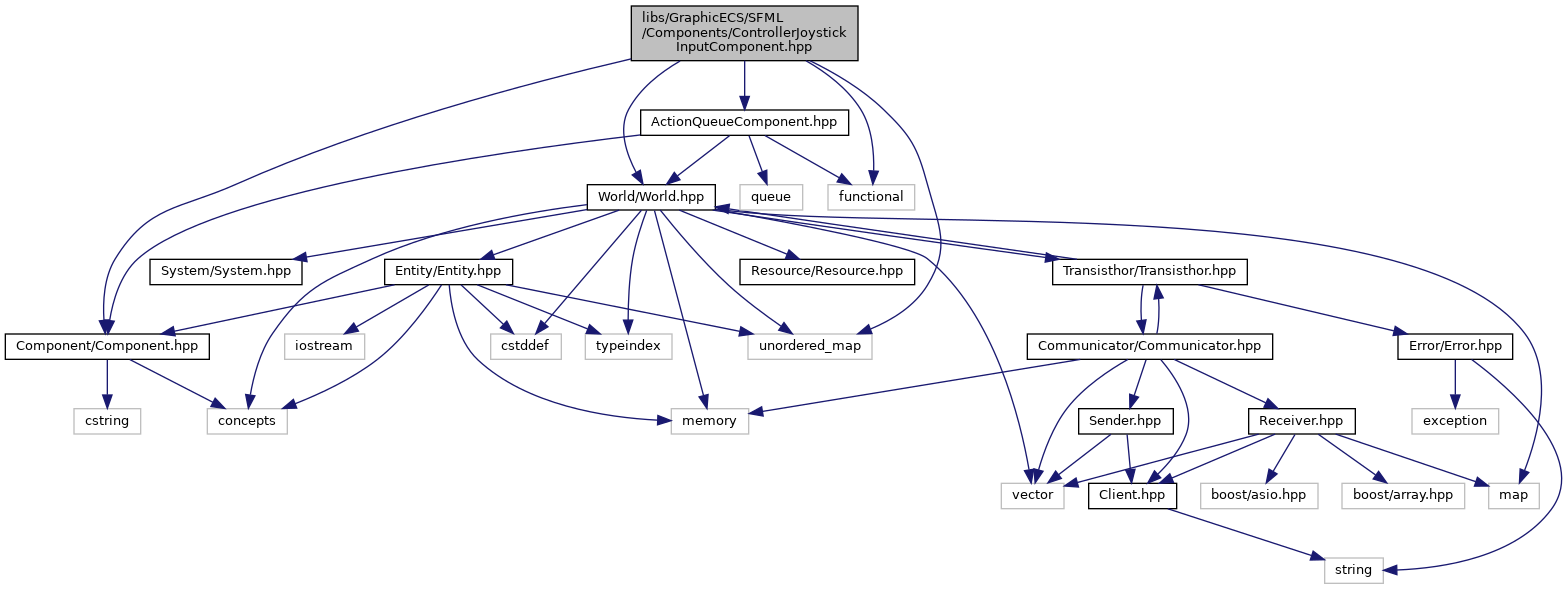 libs/GraphicECS/SFML
/Components/ControllerJoystick
InputComponent.hpp
ActionQueueComponent.hpp
World/World.hpp
queue
functional
System/System.hpp
Entity/Entity.hpp
Resource/Resource.hpp
Transisthor/Transisthor.hpp
Component/Component.hpp
iostream
cstddef
typeindex
unordered_map
Communicator/Communicator.hpp
Error/Error.hpp
cstring
concepts
memory
Sender.hpp
Receiver.hpp
exception
vector
Client.hpp
boost/asio.hpp
boost/array.hpp
map
string